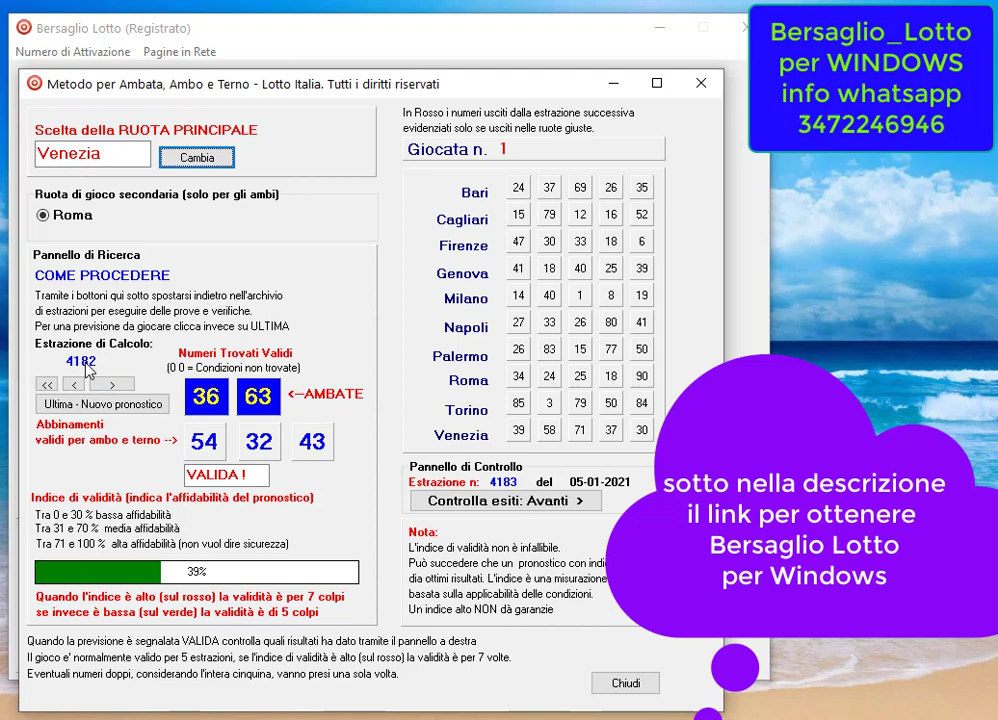 Bersaglio Lotto (Registrato)
Numero di Attivazione Pagine in Rete
Metodo per Ambata, Ambo e Terno - Lotto Italia. Tutti i diritti riservati
Scelta della RUOTA PRINCIPALE
Venezia Cambia
Ruota di gioco secondaria (solo per gli ambi)
Roma
Pannello di Ricerca
COME PROCEDERE
Tramite i bottoni qui sotto spostarsi indietro nell'archivio
di estrazioni per eseguire delle prove e verifiche.
Per una previsione da giocare clicca invece su ULTIMA
Estrazione di Calcolo:
4182
<< < >
Ultima - Nuovo pronostico
Numeri Trovati Validi
(0 0 = Condizioni non trovate)
36 63 <--AMBATE
Abbinamenti
validi per ambo e terno -->
54 32 43
VALIDA !
Indice di validità (indica l'affidabilità del pronostico)
Tra 0 e 30 % bassa affidabilità
Tra 31 e 70 % media affidabilità
Tra 71 e 100 % alta affidabilità (non vuol dire sicurezza)
39%
Quando l'indice è alto (sul rosso) la validità è per 7 colpi
se invece è bassa (sul verde) la validità è di 5 colpi
In Rosso i numeri usciti dalla estrazione successiva
evidenziati solo se usciti nelle ruote giuste.
Giocata n. 1
Bari 24 37 69 26 35
Cagliari 15 79 12 16 52
Firenze 47 30 33 18 6
Genova 41 18 40 25 39
Milano 14 40 1 8 19
Napoli 27 33 26 80 41
Palermo 26 83 15 77 50
Roma 34 24 25 18 90
Torino 85 3 79 50 84
Venezia 39 58 71 37 30
Pannello di Controllo
Estrazione n: 4183 del 05-01-2021
Controlla esiti: Avanti >
Nota:
L'indice di validità non è infallibile.
Può succedere che un pronostico con
dia ottimi risultati. L'indice è una misurazione
basata sulla applicabilità delle condizioni.
Un indice alto NON dà garanzie
Quando la previsione è segnalata VALIDA controlla quali risultati ha dato tramite il pannello a destra
Il gioco e' normalmente valido per 5 estrazioni, se l'indice di validità è alto (sul rosso) la validità è per 7 volte.
Eventuali numeri doppi, considerando l'intera cinquina, vanno presi una sola volta.
Chiudi
Bersaglio_Lotto
per WINDOWS
info whatsapp
3472246946
sotto nella descrizione
il link per ottenere
Bersaglio Lotto
per Windows